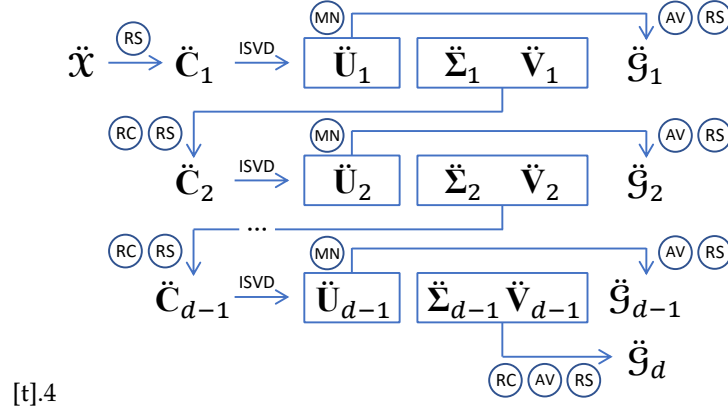 MN AV RS
RS
𝒳̈ C̈₁ ISVD Ü₁ Σ̈₁ V̈₁ 𝒢̈₁
RC RS MN AV RS
C̈₂ ISVD Ü₂ Σ̈₂ V̈₂ 𝒢̈₂
...
RC RS MN AV RS
C̈_{d−1} ISVD Ü_{d−1} Σ̈_{d−1} V̈_{d−1} 𝒢̈_{d−1}
𝒢̈_d
RC AV RS
[t].4